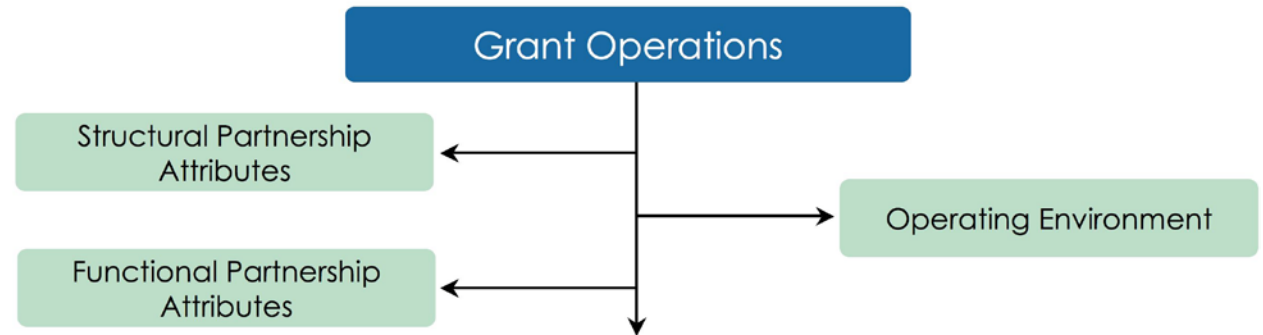 Grant Operations
Structural Partnership
Attributes
Operating Environment
Functional Partnership
Attributes